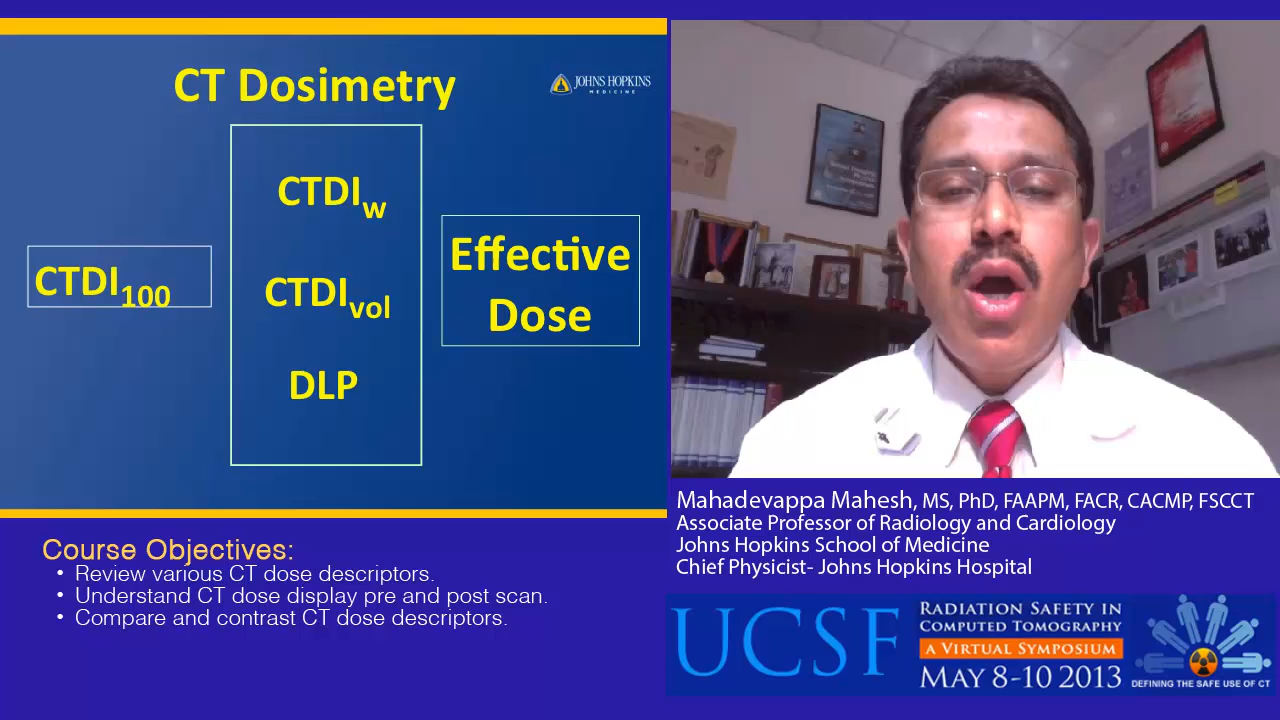 CT Dosimetry
JOHNS HOPKINS
MEDICINE
CTDIw
CTDI100
CTDIvol
DLP
Effective
Dose
Mahadevappa Mahesh, MS, PhD, FAAPM, FACR, CACMP, FSCCT
Associate Professor of Radiology and Cardiology
Johns Hopkins School of Medicine
Chief Physicist- Johns Hopkins Hospital
Course Objectives:
• Review various CT dose descriptors.
• Understand CT dose display pre and post scan.
• Compare and contrast CT dose descriptors.
UCSF
RADIATION SAFETY IN
COMPUTED TOMOGRAPHY
A VIRTUAL SYMPOSIUM
MAY 8-10 2013
DEFINING THE SAFE USE OF CT